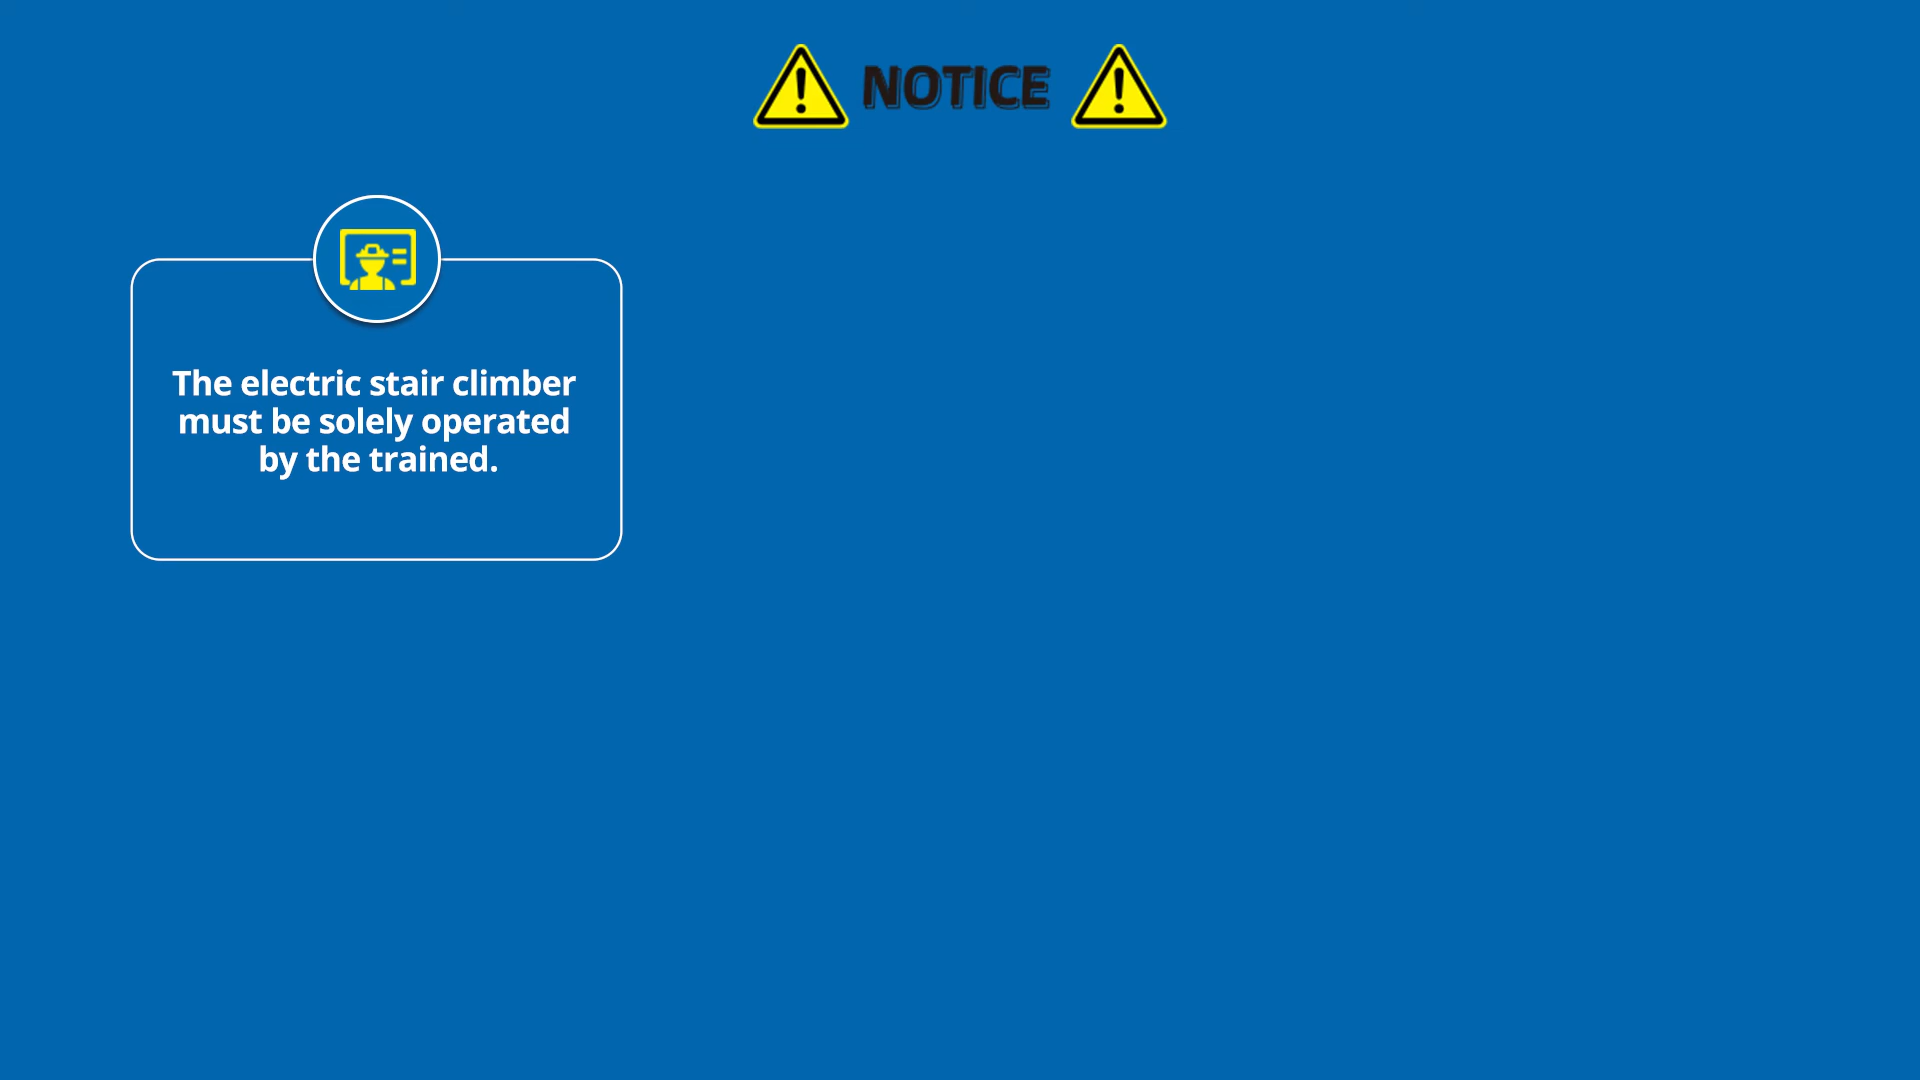 NOTICE
The electric stair climber
must be solely operated
by the trained.